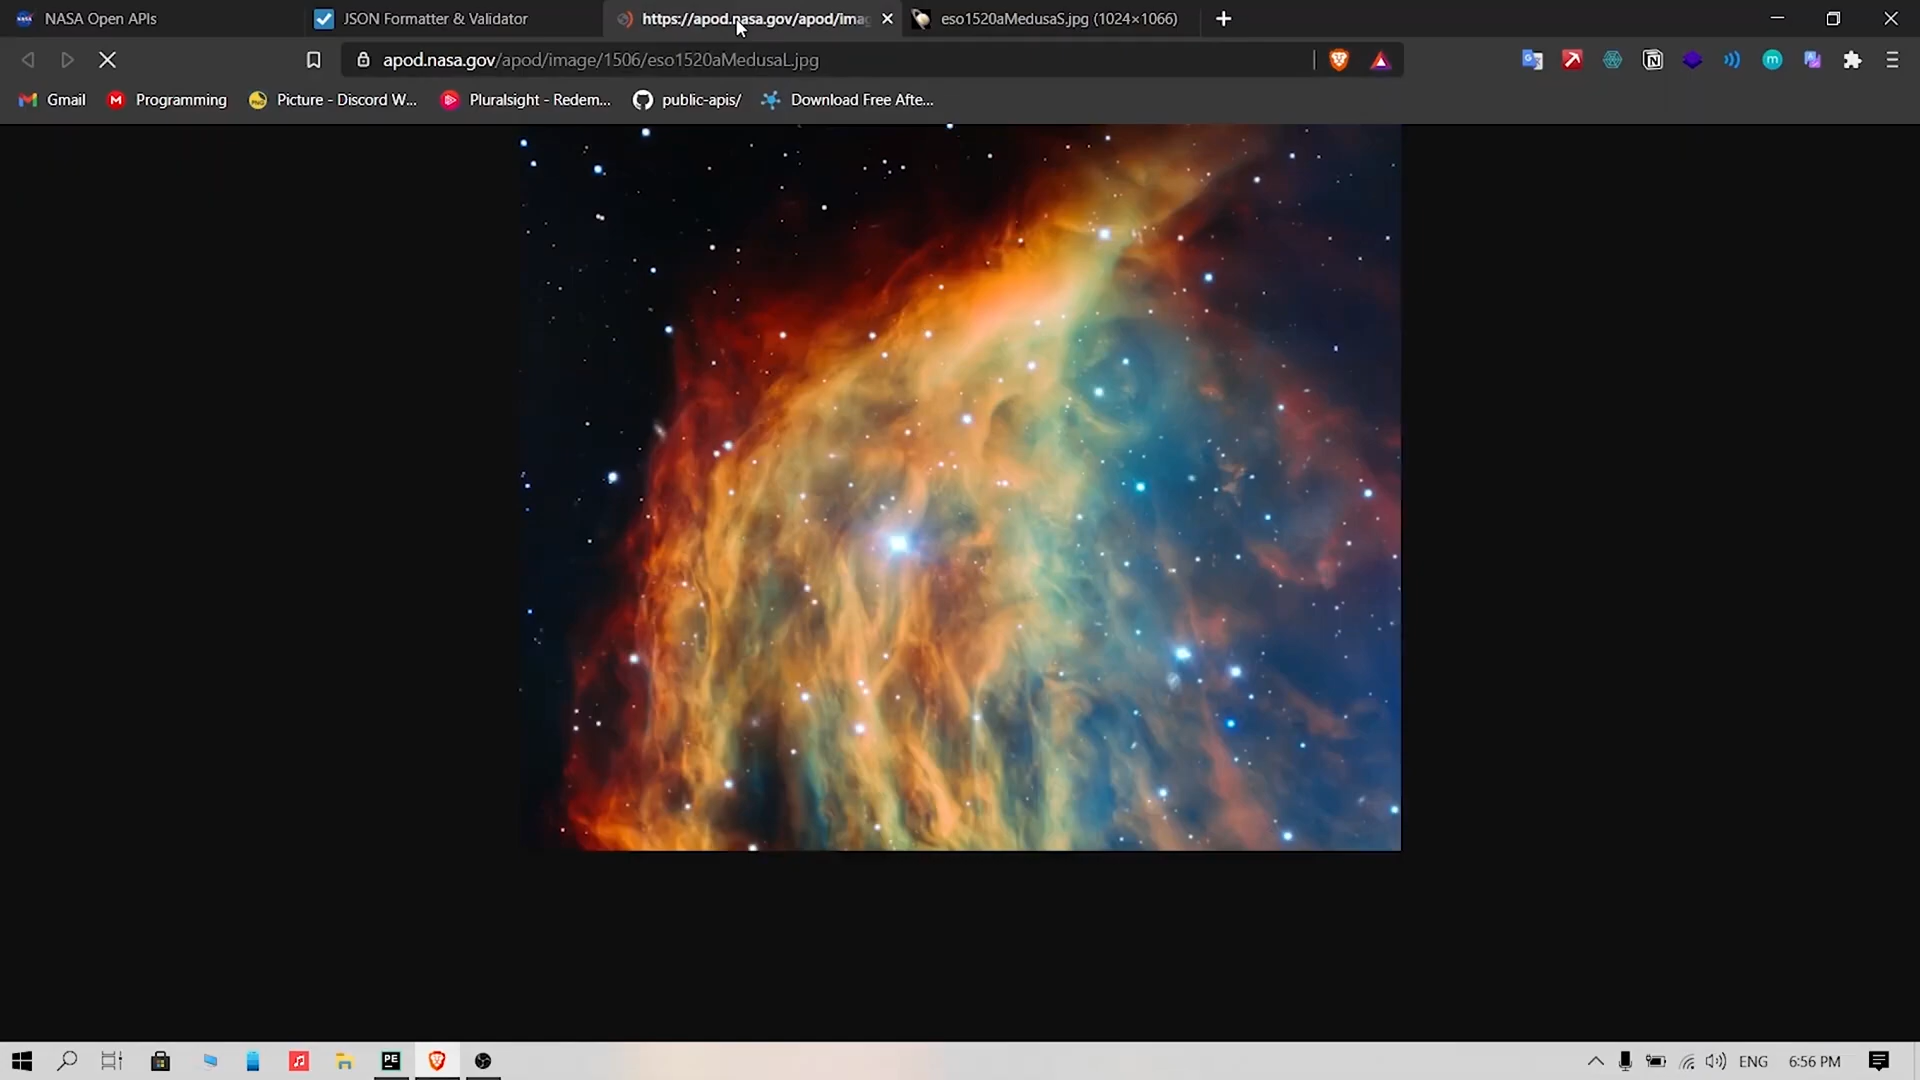 NASA Open APIs
JSON Formatter & Validator
https://apod.nasa.gov/apod/ima
eso1520aMedusaS.jpg (1024×1066)
apod.nasa.gov/apod/image/1506/eso1520aMedusaL.jpg
Gmail
Programming
Picture - Discord W...
Pluralsight - Redem...
public-apis/
Download Free Afte...
PE
ENG
6:56 PM